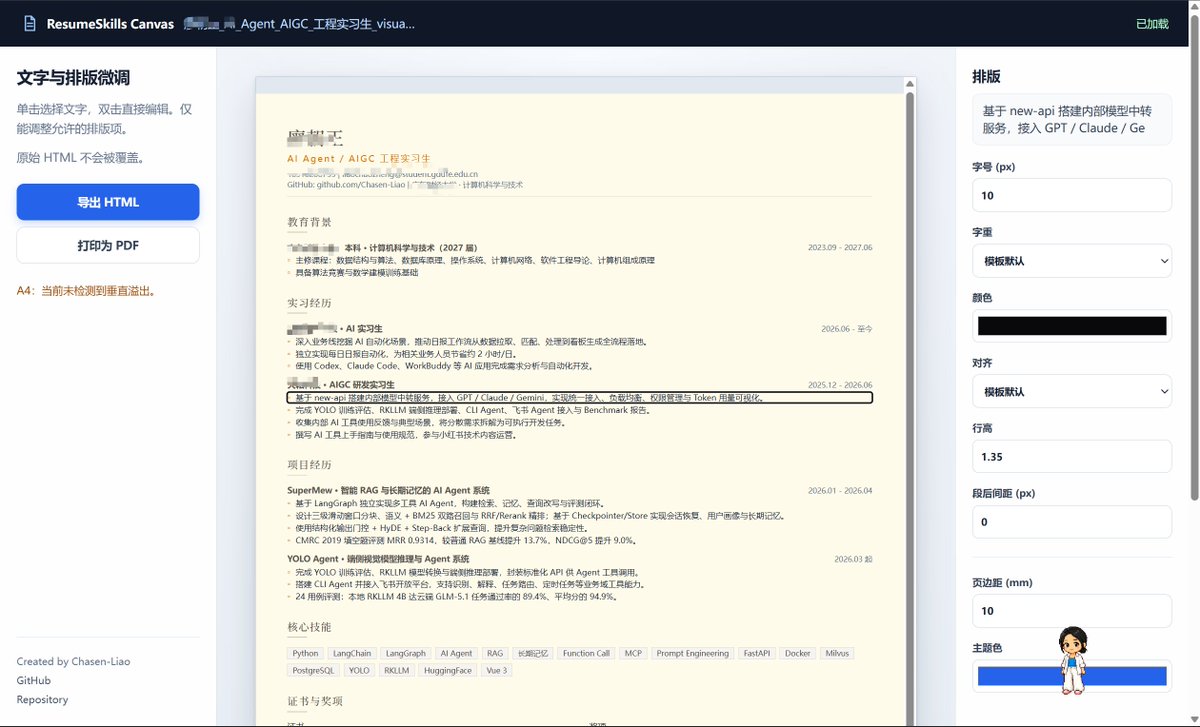 ResumeSkills Canvas
_Agent_AIGC_工程实习生_visua...
已加载
文字与排版微调
单击选择文字，双击直接编辑。仅
能调整允许的排版项。
原始 HTML 不会被覆盖。
导出 HTML
打印为 PDF
A4：当前未检测到垂直溢出。
Created by Chasen-Liao
GitHub
Repository
AI Agent / AIGC 工程实习生
GitHub: github.com/Chasen-Liao |
· 计算机科学与技术
教育背景
本科 • 计算机科学与技术（2027 届）
2023.09 - 2027.06
主修课程：数据结构与算法、数据库原理、操作系统、计算机网络、软件工程导论、计算机组成原理
具备算法竞赛与数学建模训练基础
实习经历
• AI 实习生
2026.06 - 至今
深入业务线挖掘 AI 自动化场景，推动日报工作流从数据拉取、匹配、处理到看板生成全流程落地。
独立实现每日日报自动化，为相关业务人员节省约 2 小时/日。
使用 Codex、Claude Code、WorkBuddy 等 AI 应用完成需求分析与自动化开发。
• AIGC 研发实习生
2025.12 - 2026.06
基于 new-api 搭建内部模型中转服务，接入 GPT / Claude / Gemini，实现统一接入、负载均衡、权限管理与 Token 用量可视化。
完成 YOLO 训练评估、RKLLM 端侧推理部署、CLI Agent、飞书 Agent 接入与 Benchmark 报告。
收集内部 AI 工具使用反馈与典型场景，将分散需求拆解为可执行开发任务。
撰写 AI 工具上手指南与使用规范，参与小红书技术内容运营。
项目经历
SuperMew • 智能 RAG 与长期记忆的 AI Agent 系统
2026.01 - 2026.04
基于 LangGraph 独立实现多工具 AI Agent，构建检索、记忆、查询改写与评测闭环。
设计三级滑动窗口分块、语义 + BM25 双路召回与 RRF/Rerank 精排；基于 Checkpointer/Store 实现会话恢复、用户画像与长期记忆。
使用结构化输出门控 + HyDE + Step-Back 扩展查询，提升复杂问题检索稳定性。
CMRC 2019 填空题评测 MRR 0.9314，较普通 RAG 基线提升 13.7%，NDCG@5 提升 9.0%。
YOLO Agent • 端侧视觉模型推理与 Agent 系统
2026.03 起
完成 YOLO 训练评估、RKLLM 模型转换与端侧推理部署，封装标准化 API 供 Agent 工具调用。
搭建 CLI Agent 并接入飞书开放平台，支持识别、解释、任务路由、定时任务等业务域工具能力。
24 用例评测：本地 RKLLM 4B 达云端 GLM-5.1 任务通过率的 89.4%、平均分的 94.9%。
核心技能
Python LangChain LangGraph AI Agent RAG 长期记忆 Function Call MCP Prompt Engineering FastAPI Docker Milvus
PostgreSQL YOLO RKLLM HuggingFace Vue 3
证书与奖项
排版
基于 new-api 搭建内部模型中转
服务，接入 GPT / Claude / Ge
字号 (px)
10
字重
模板默认
颜色
对齐
模板默认
行高
1.35
段后间距 (px)
0
页边距 (mm)
10
主题色